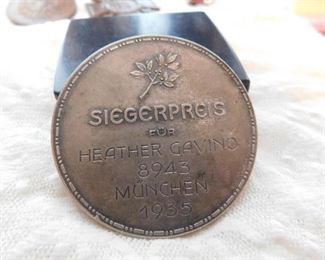 SIEGERPREIS
FÜR
HEATHER GAVINO
8943
MÜNCHEN
1935